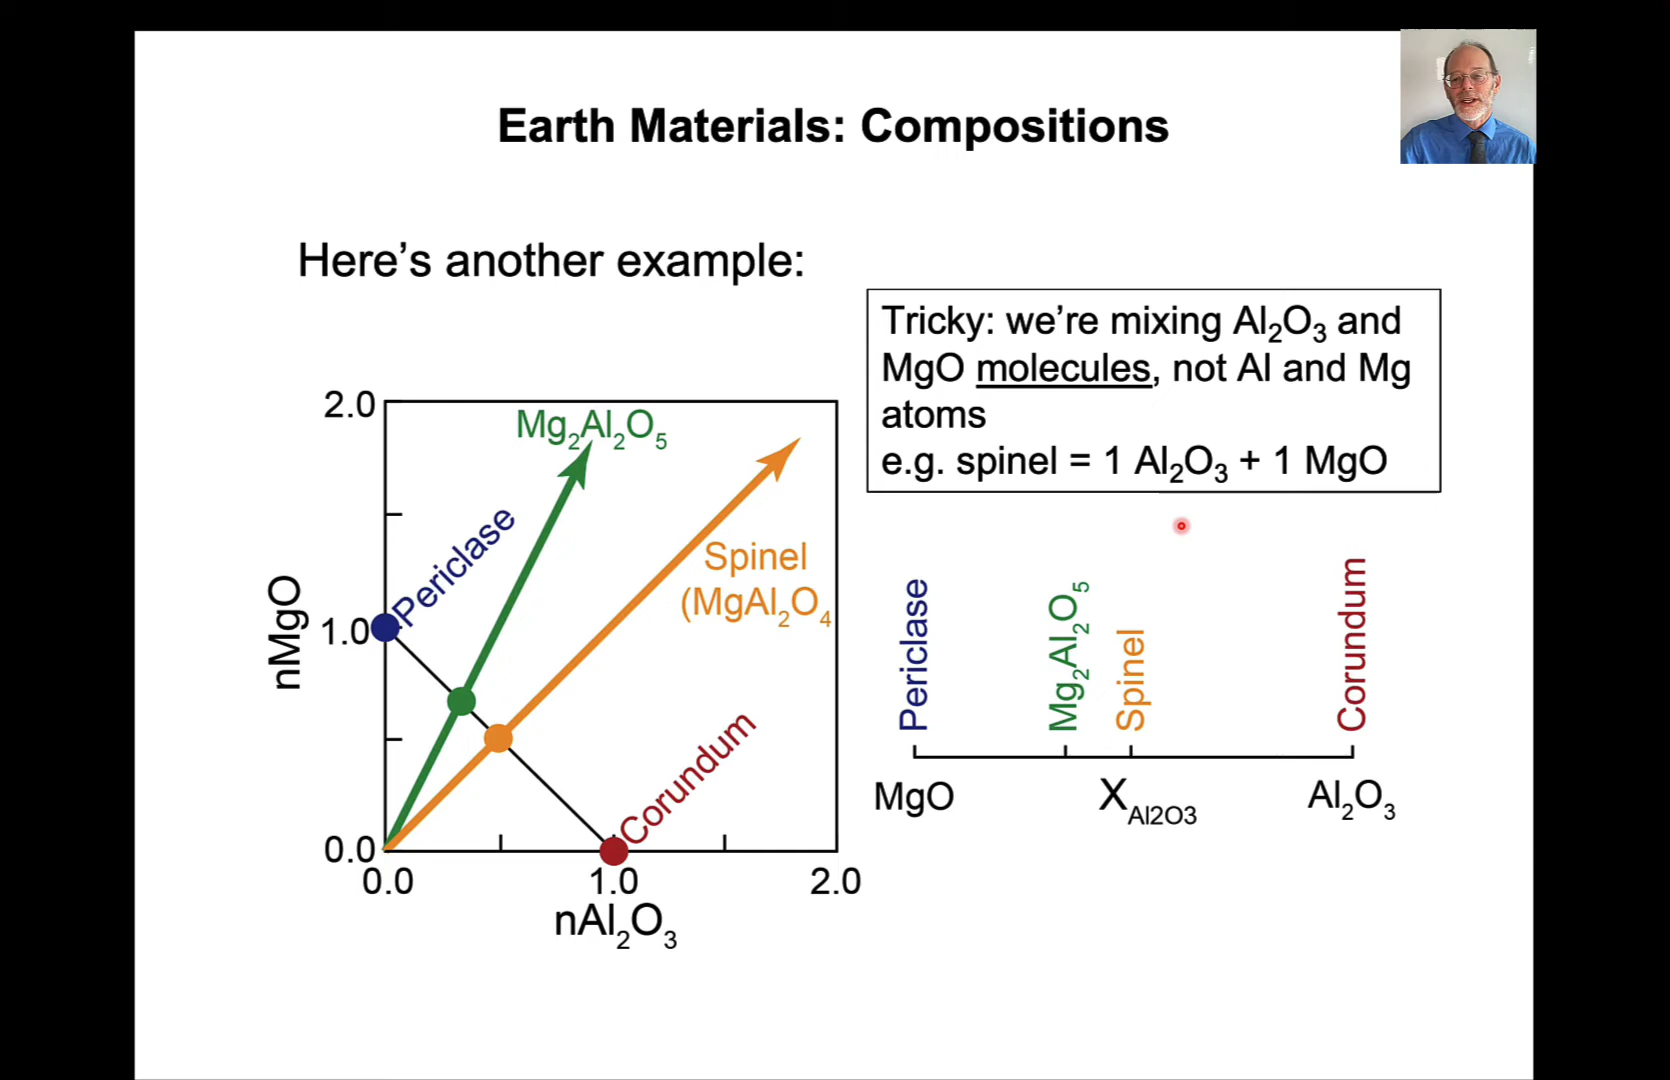 Earth Materials: Compositions
Here’s another example:
Tricky: we’re mixing Al₂O₃ and
MgO molecules, not Al and Mg
atoms
e.g. spinel = 1 Al₂O₃ + 1 MgO
2.0
Mg₂Al₂O₅
Periclase
Spinel
(MgAl₂O₄
nMgO
1.0
Corundum
0.0
0.0
1.0
2.0
nAl₂O₃
Periclase
Mg₂Al₂O₅
Spinel
Corundum
MgO
X Al2O3
Al₂O₃